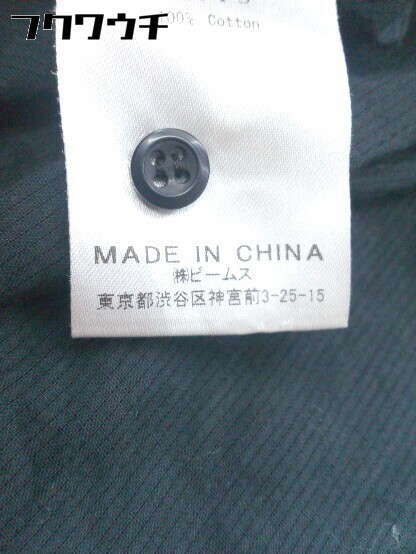 フクワウチ
100% Cotton
MADE IN CHINA
㈱ビームス
東京都渋谷区神宮前3-25-15